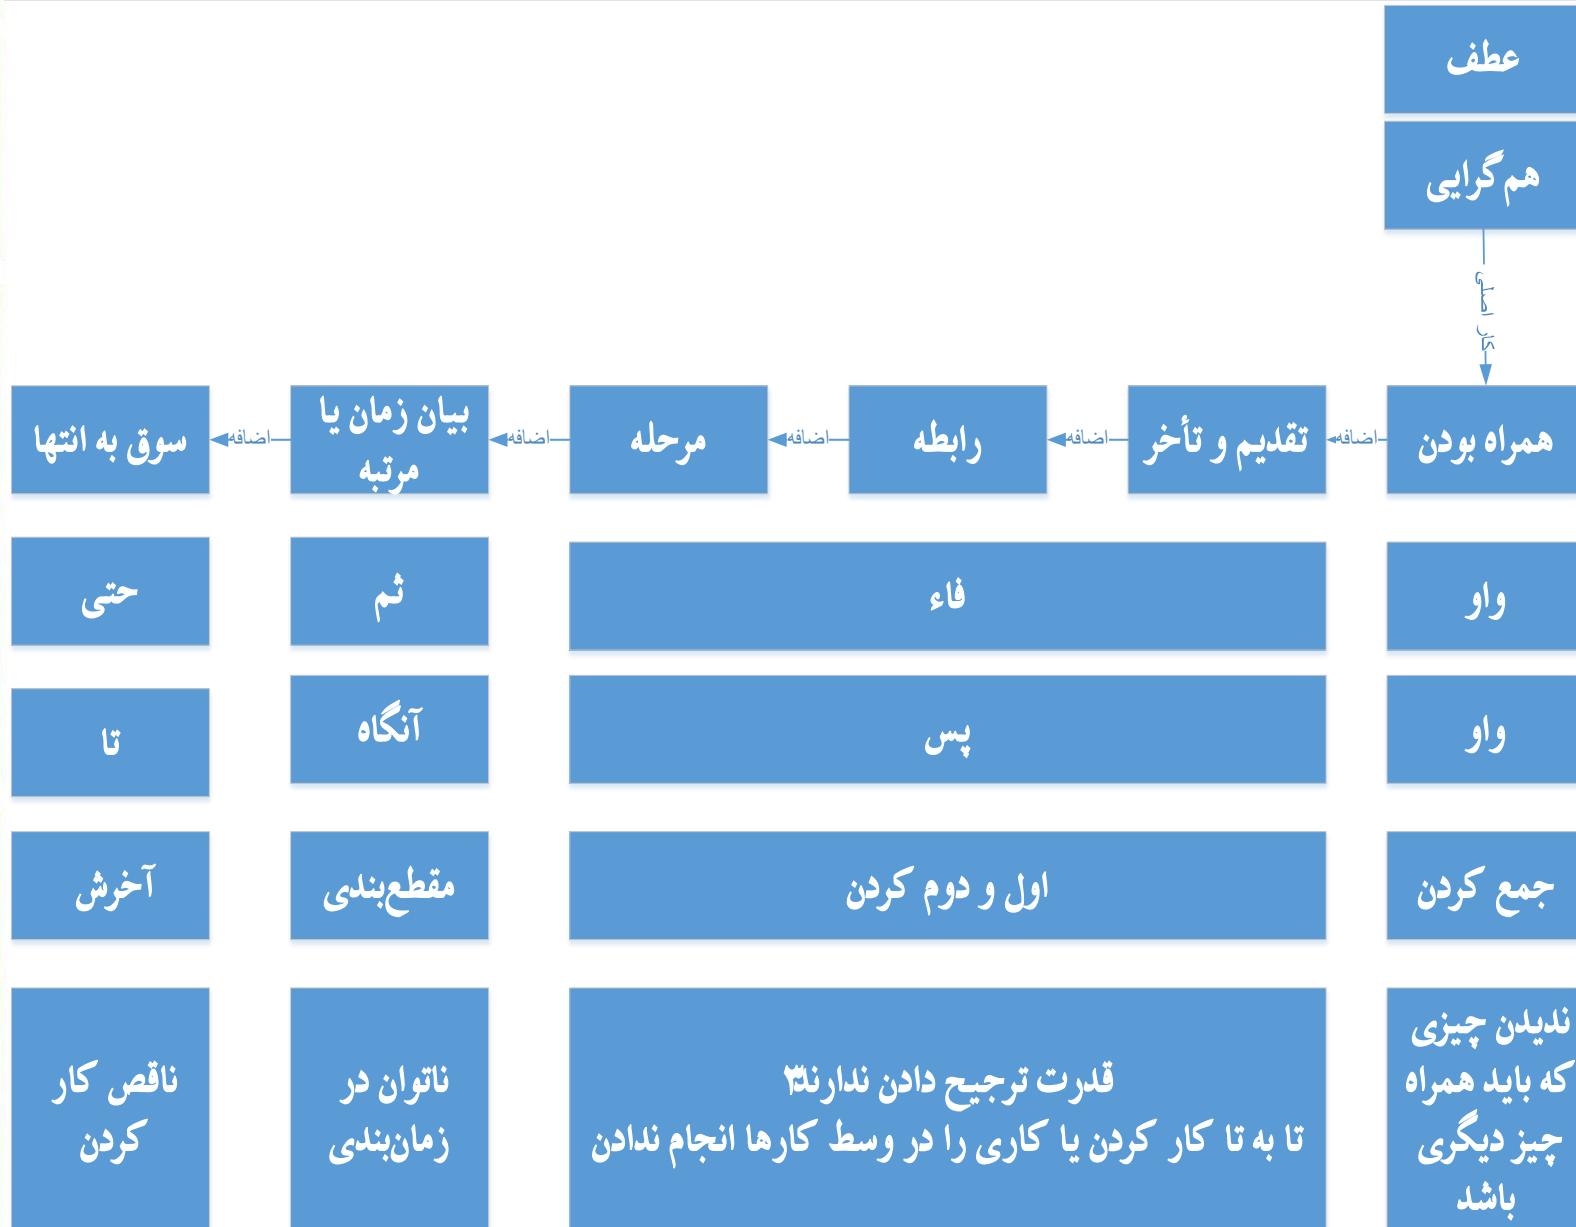 عطف
هم‌گرایی
کار اصلی
همراه بودن
اضافه
تقدیم و تأخر
اضافه
رابطه
اضافه
مرحله
اضافه
بیان زمان یا
مرتبه
اضافه
سوق به انتها
واو
فاء
ثم
حتی
واو
پس
آنگاه
تا
جمع کردن
اول و دوم کردن
مقطع‌بندی
آخرش
ندیدن چیزی
که باید همراه
چیز دیگری
باشد
قدرت ترجیح دادن ندارند۳
تا به تا کار کردن یا کاری را در وسط کارها انجام ندادن
ناتوان در
زمان‌بندی
ناقص کار
کردن